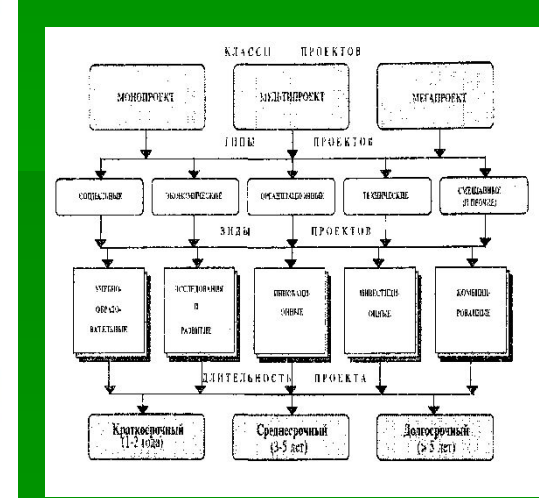 КЛАССЫ ПРОЕКТОВ
МОНОПРОЕКТ МУЛЬТИПРОЕКТ МЕГАПРОЕКТ
ТИПЫ ПРОЕКТОВ
СОЦИАЛЬНЫЕ ЭКОНОМИЧЕСКИЕ ОРГАНИЗАЦИОННЫЕ ТЕХНИЧЕСКИЕ СМЕШАННЫЕ
(И ПРОЧИЕ)
ВИДЫ ПРОЕКТОВ
УЧЕБНО-
ОБРАЗО-
ВАТЕЛЬНЫЕ
ИССЛЕДОВАНИЯ
И
РАЗВИТИЕ
ИННОВАЦИ-
ОННЫЕ
ИНВЕСТИЦИ-
ОННЫЕ
КОМБИНИ-
РОВАННЫЕ
ДЛИТЕЛЬНОСТЬ ПРОЕКТА
Краткосрочный
(1-2 года)
Среднесрочный
(3-5 лет)
Долгосрочный
(> 5 лет)